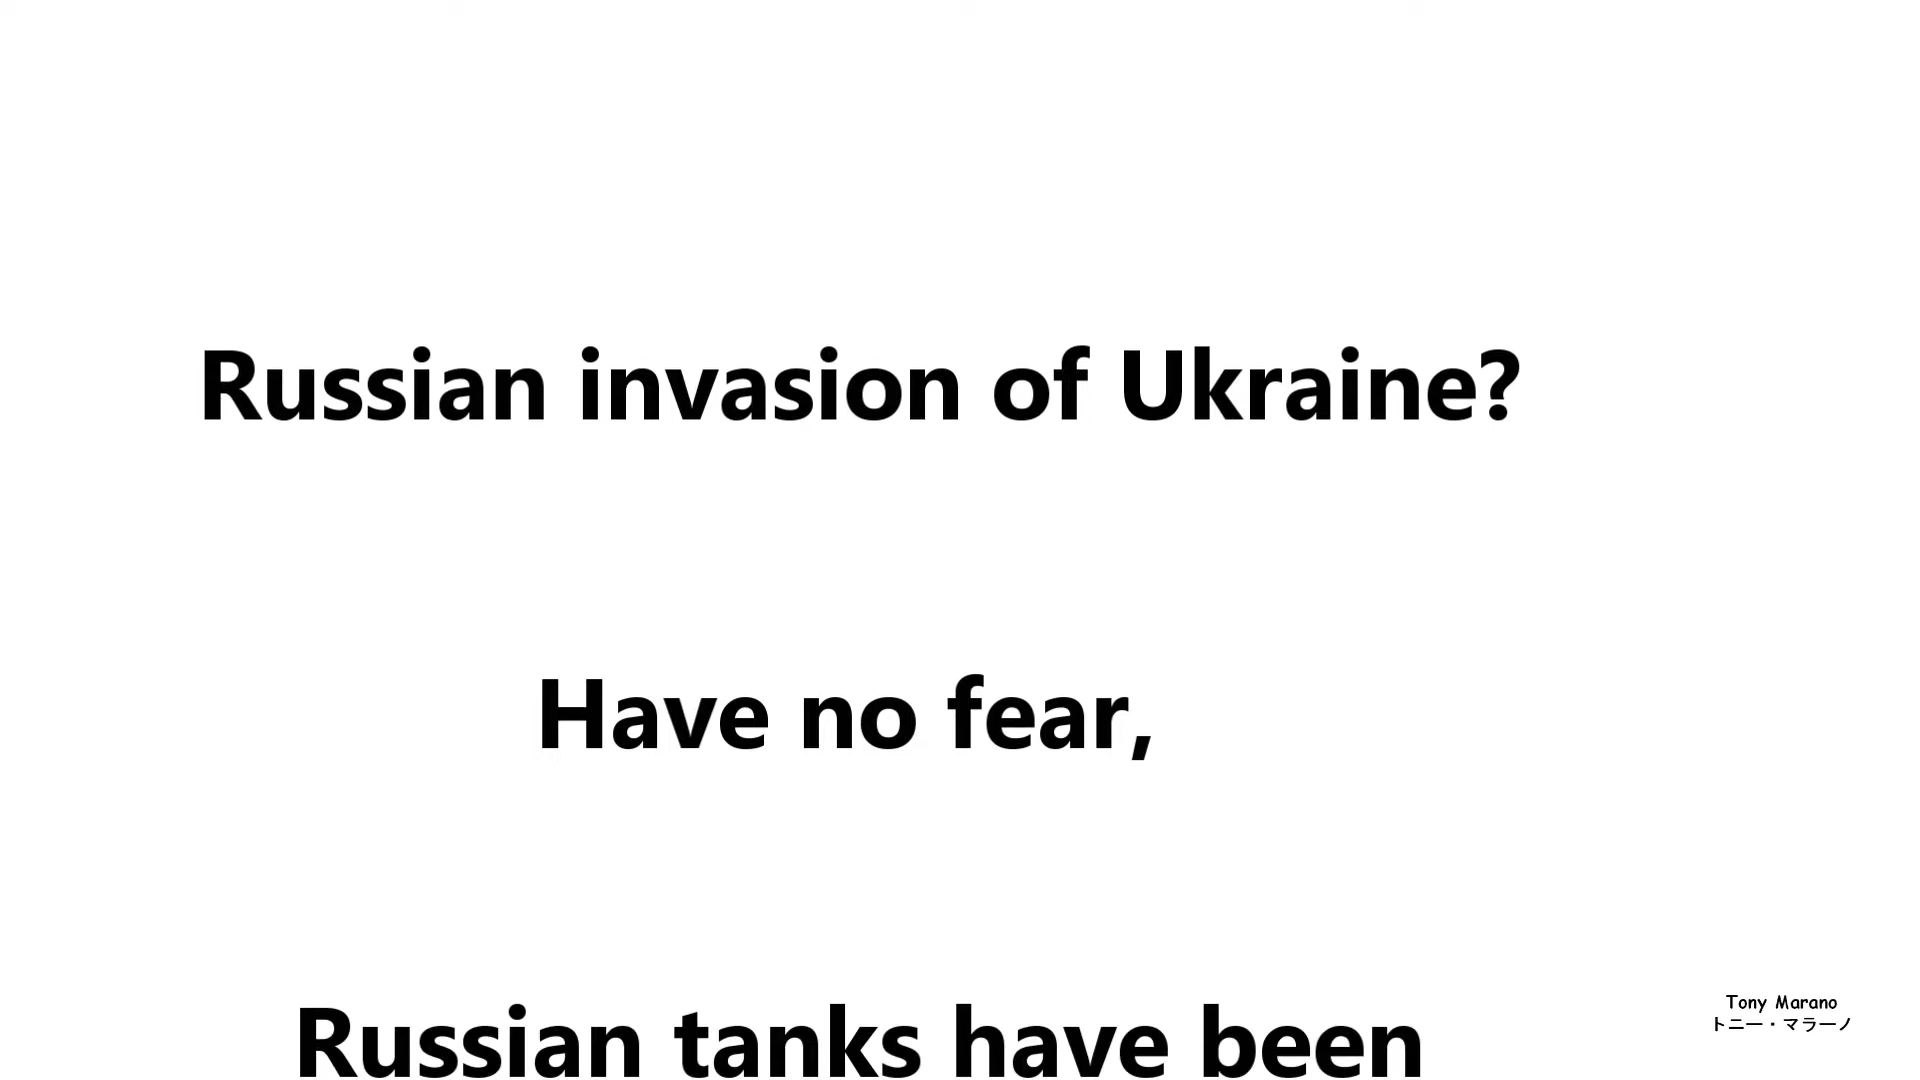 Russian invasion of Ukraine?
Have no fear,
Russian tanks have been
Tony Marano
トニー・マラーノ